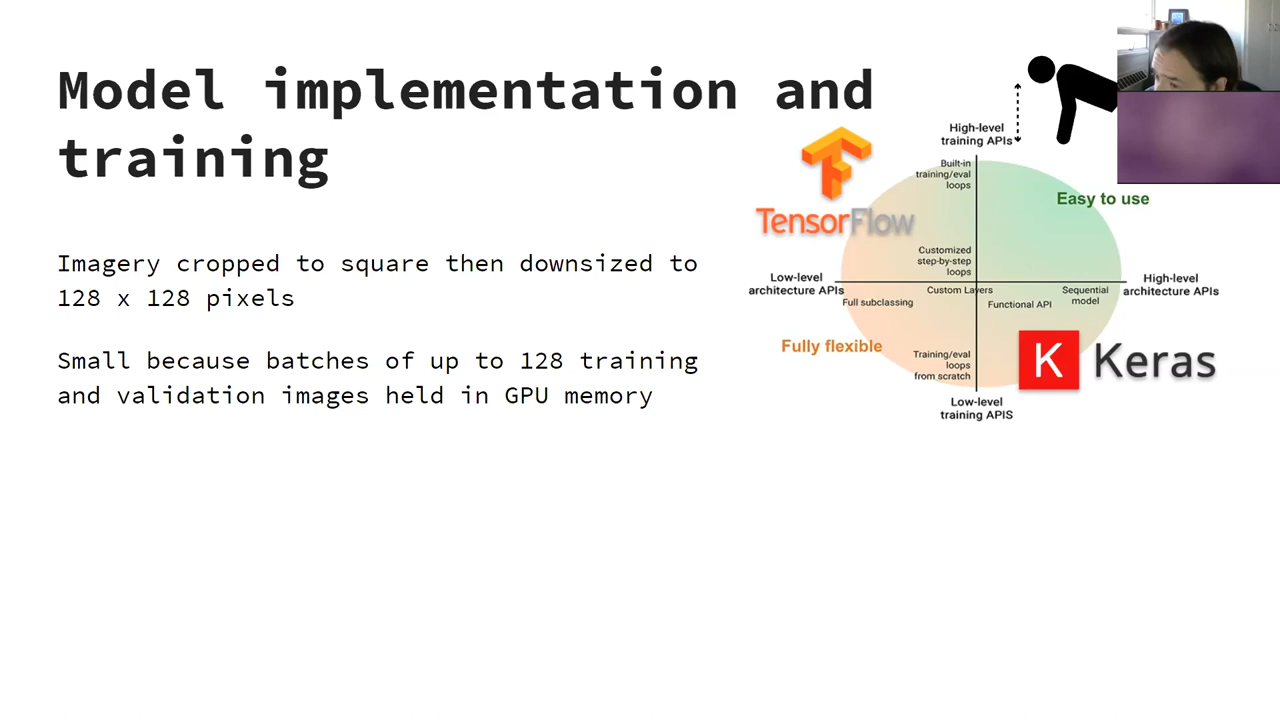 Model implementation and
training
Imagery cropped to square then downsized to
128 x 128 pixels
Small because batches of up to 128 training
and validation images held in GPU memory
TensorFlow
High-level
training APIs
Built-in
training/eval
loops
Easy to use
Customized
step-by-step
loops
Low-level
architecture APIs
High-level
architecture APIs
Full subclassing
Custom Layers
Functional API
Sequential
model
Fully flexible
Training/eval
loops
from scratch
K Keras
Low-level
training APIS